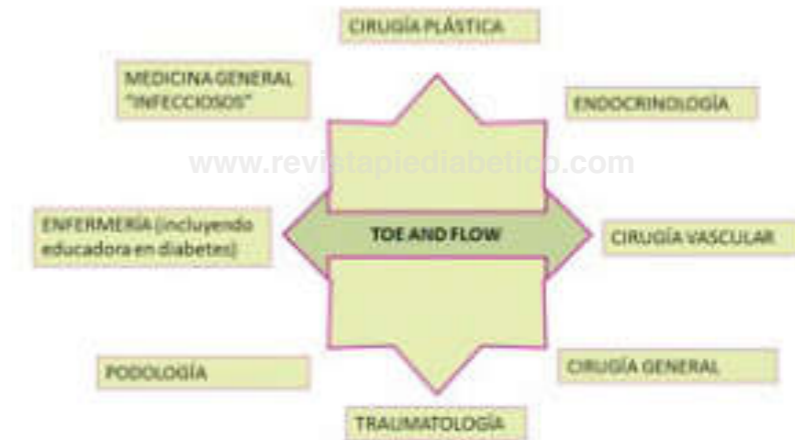 CIRUGÍA PLÁSTICA
MEDICINA GENERAL
"INFECCIOSOS"
ENDOCRINOLOGÍA
www.revistapiediabetico.com
ENFERMERÍA (incluyendo
educadora en diabetes)
TOE AND FLOW
CIRUGÍA VASCULAR
PODOLOGÍA
CIRUGÍA GENERAL
TRAUMATOLOGÍA